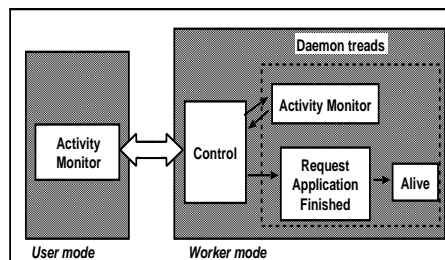 Daemon treads
Activity
Monitor
Control
Activity Monitor
Request
Application
Finished
Alive
User mode
Worker mode